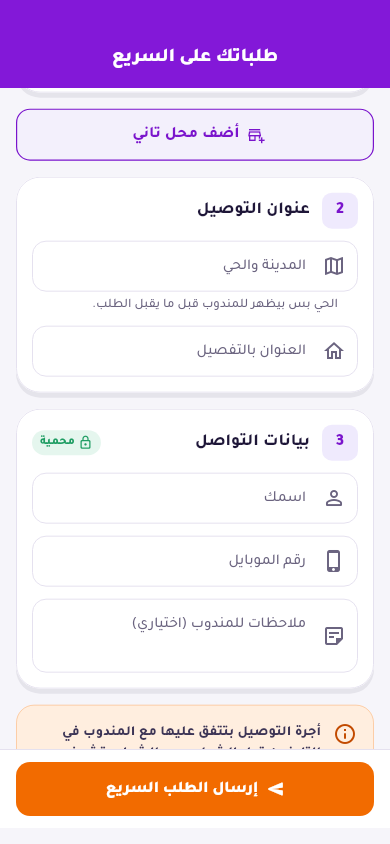 طلباتك على السريع
أضف محل تاني
2
عنوان التوصيل
المدينة والحي
الحي بس بيظهر للمندوب قبل ما يقبل الطلب.
العنوان بالتفصيل
3
بيانات التواصل
محمية
اسمك
رقم الموبايل
ملاحظات للمندوب (اختياري)
أجرة التوصيل بتتفق عليها مع المندوب في
إرسال الطلب السريع